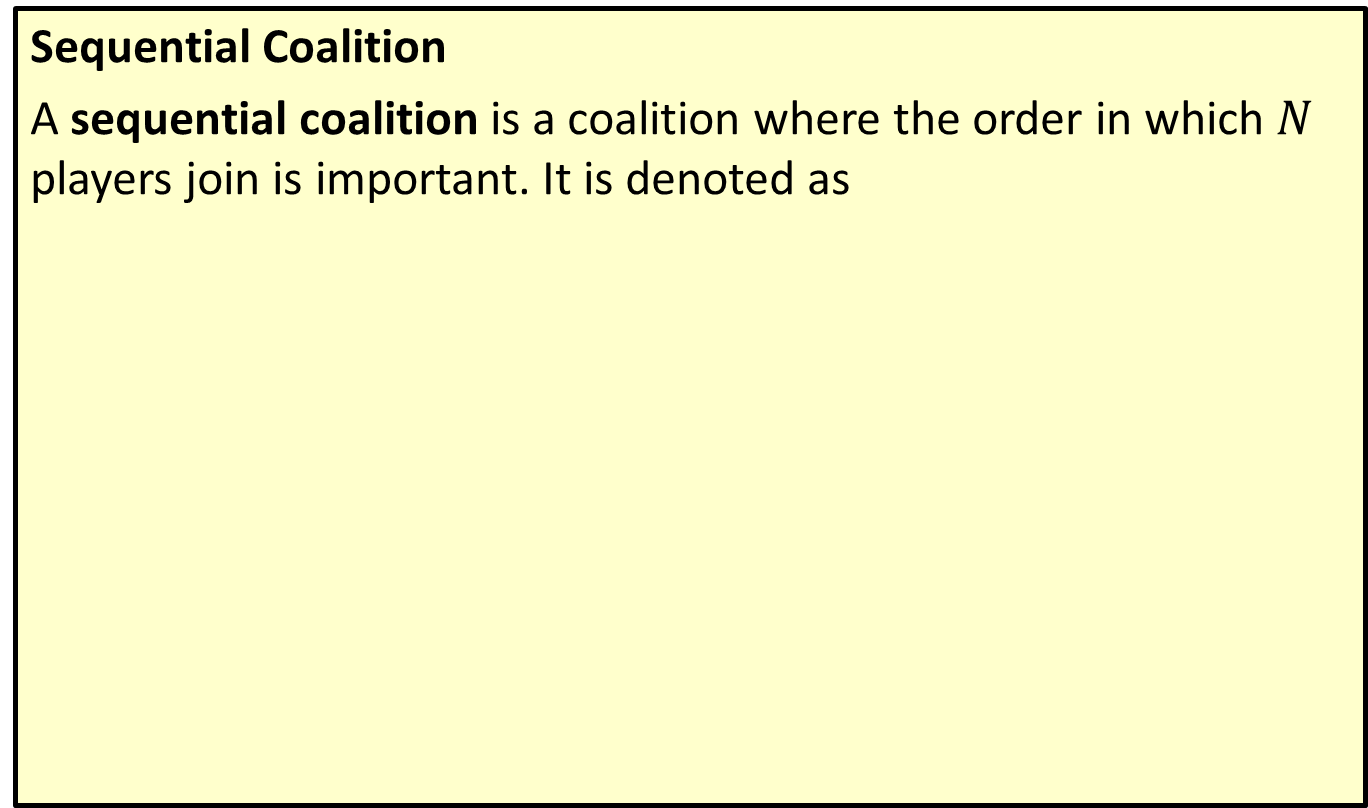 Sequential Coalition
A sequential coalition is a coalition where the order in which N
players join is important. It is denoted as